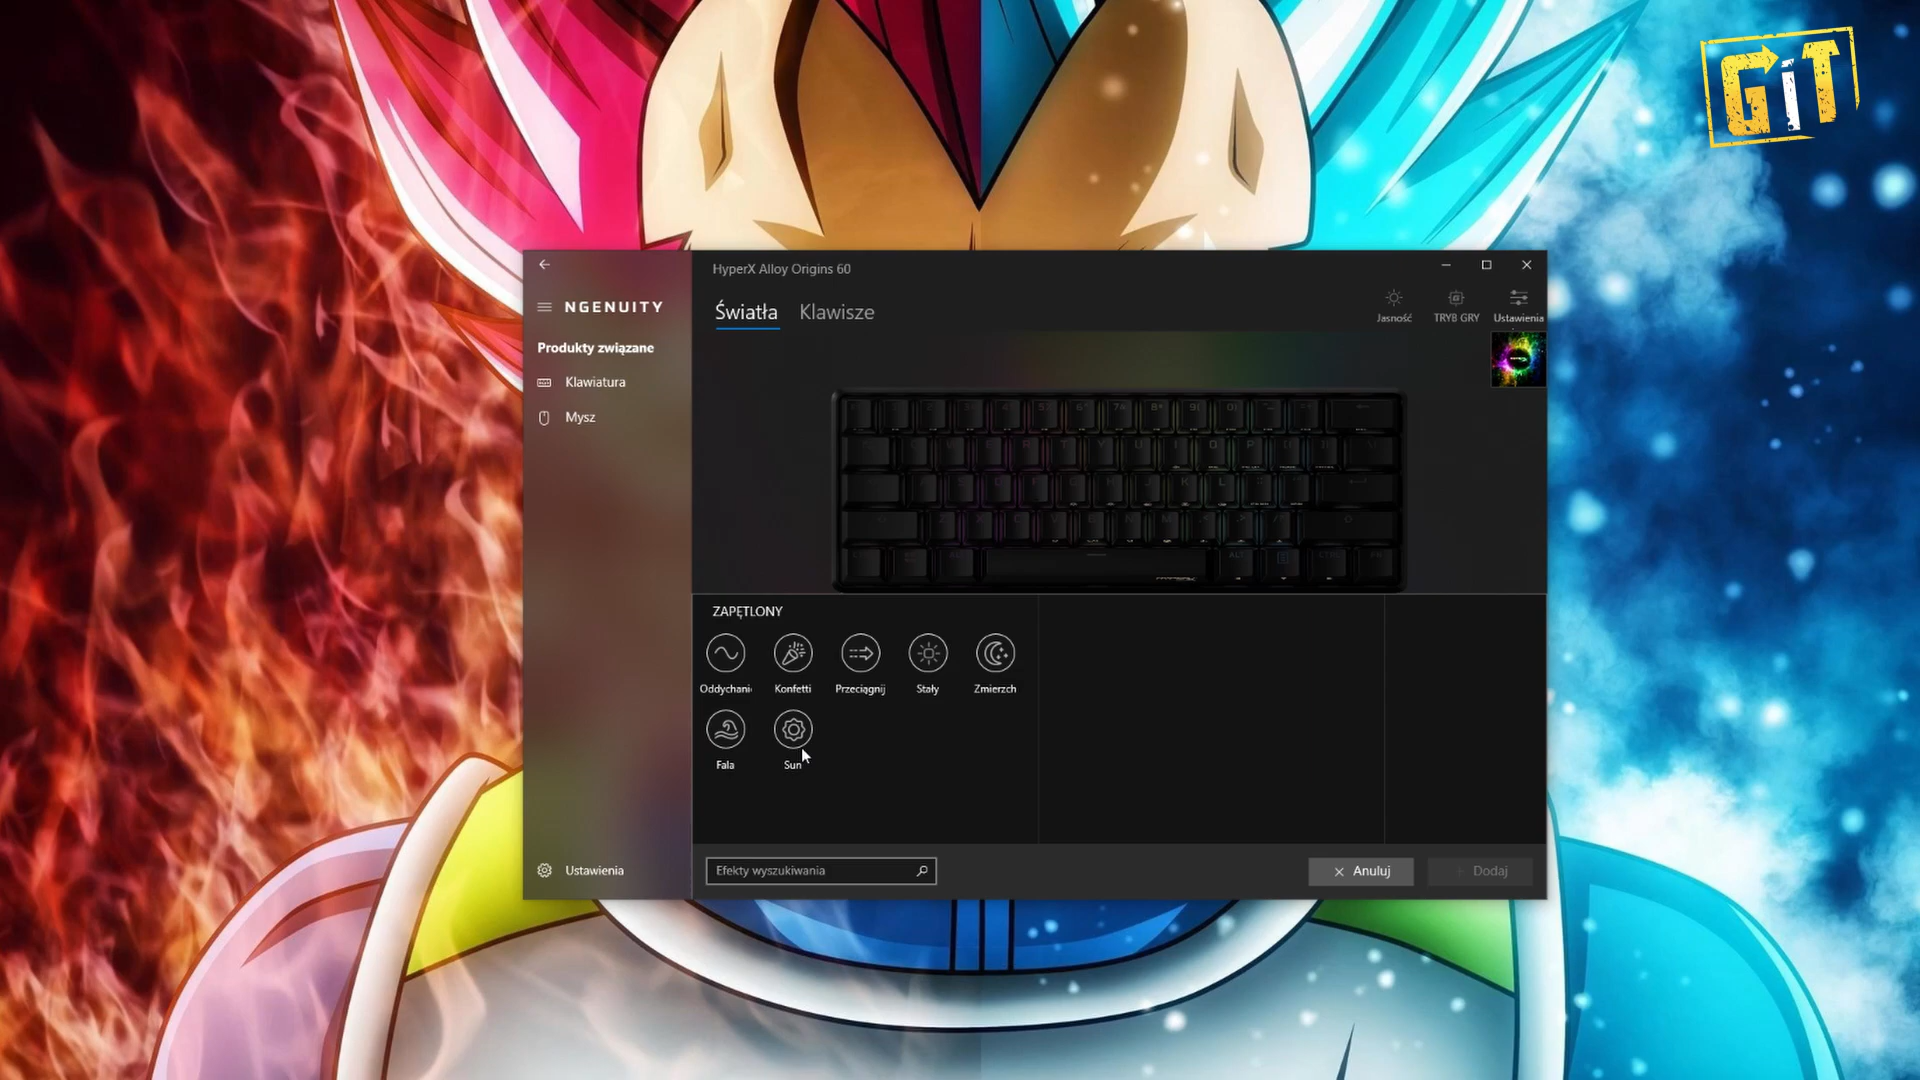 GiT
HyperX Alloy Origins 60
NGENUITY
Światła Klawisze
Jasność TRYB GRY Ustawienia
Produkty związane
Klawiatura
Mysz
ZAPĘTLONY
Oddychani Konfetti Przeciągnij Stały Zmierzch
Fala Sun
Ustawienia
Efekty wyszukiwania
Anuluj
+ Dodaj